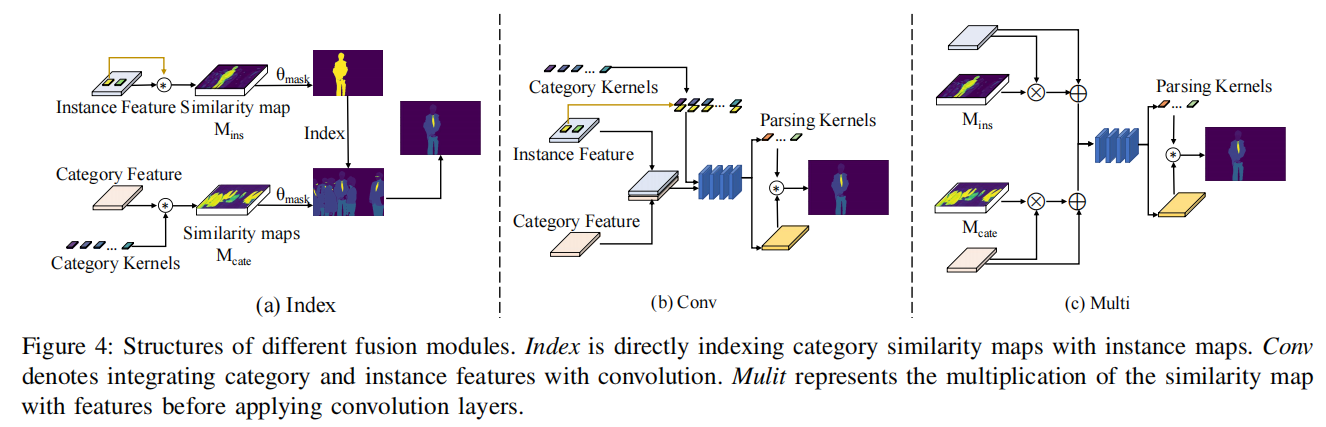 Instance Feature
Similarity map
M_ins
θ_mask
Index
Category Feature
Category Kernels
Similarity maps
M_cate
θ_mask
(a) Index
Category Kernels
Instance Feature
Category Feature
Parsing Kernels
(b) Conv
M_ins
M_cate
Parsing Kernels
(c) Multi
Figure 4: Structures of different fusion modules. Index is directly indexing category similarity maps with instance maps. Conv
denotes integrating category and instance features with convolution. Mulit represents the multiplication of the similarity map
with features before applying convolution layers.